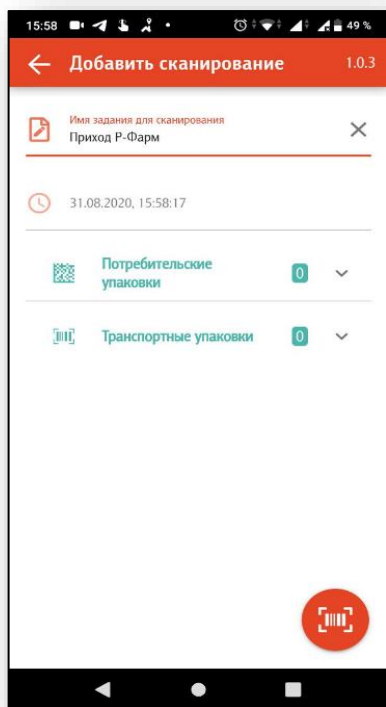 15:58 49 %
Добавить сканирование 1.0.3
Имя задания для сканирования
Приход Р-Фарм
31.08.2020, 15:58:17
Потребительские
упаковки 0
Транспортные упаковки 0